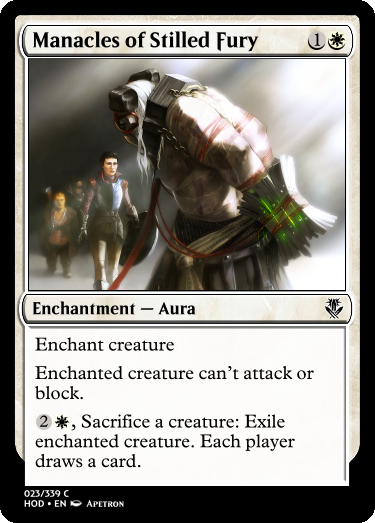 Manacles of Stilled Fury 1
Enchantment — Aura
Enchant creature
Enchanted creature can't attack or
block.
2, Sacrifice a creature: Exile
enchanted creature. Each player
draws a card.
023/339 C
HOD • EN Apetron